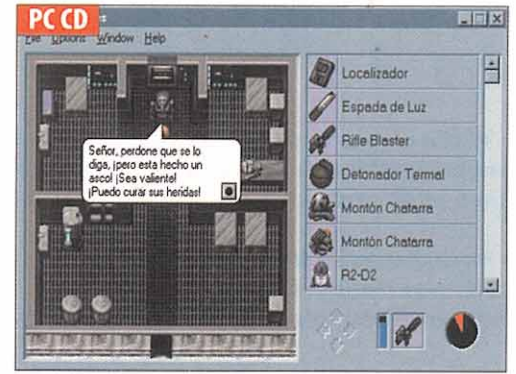 PC CD
File Options Window Help
Señor, perdone que se lo
diga, ¡pero esta hecho un
asco! ¡Sea valiente!
¡Puedo curar sus heridas!
Localizador
Espada de Luz
Rifle Blaster
Detonador Termal
Montón Chatarra
Montón Chatarra
R2-D2